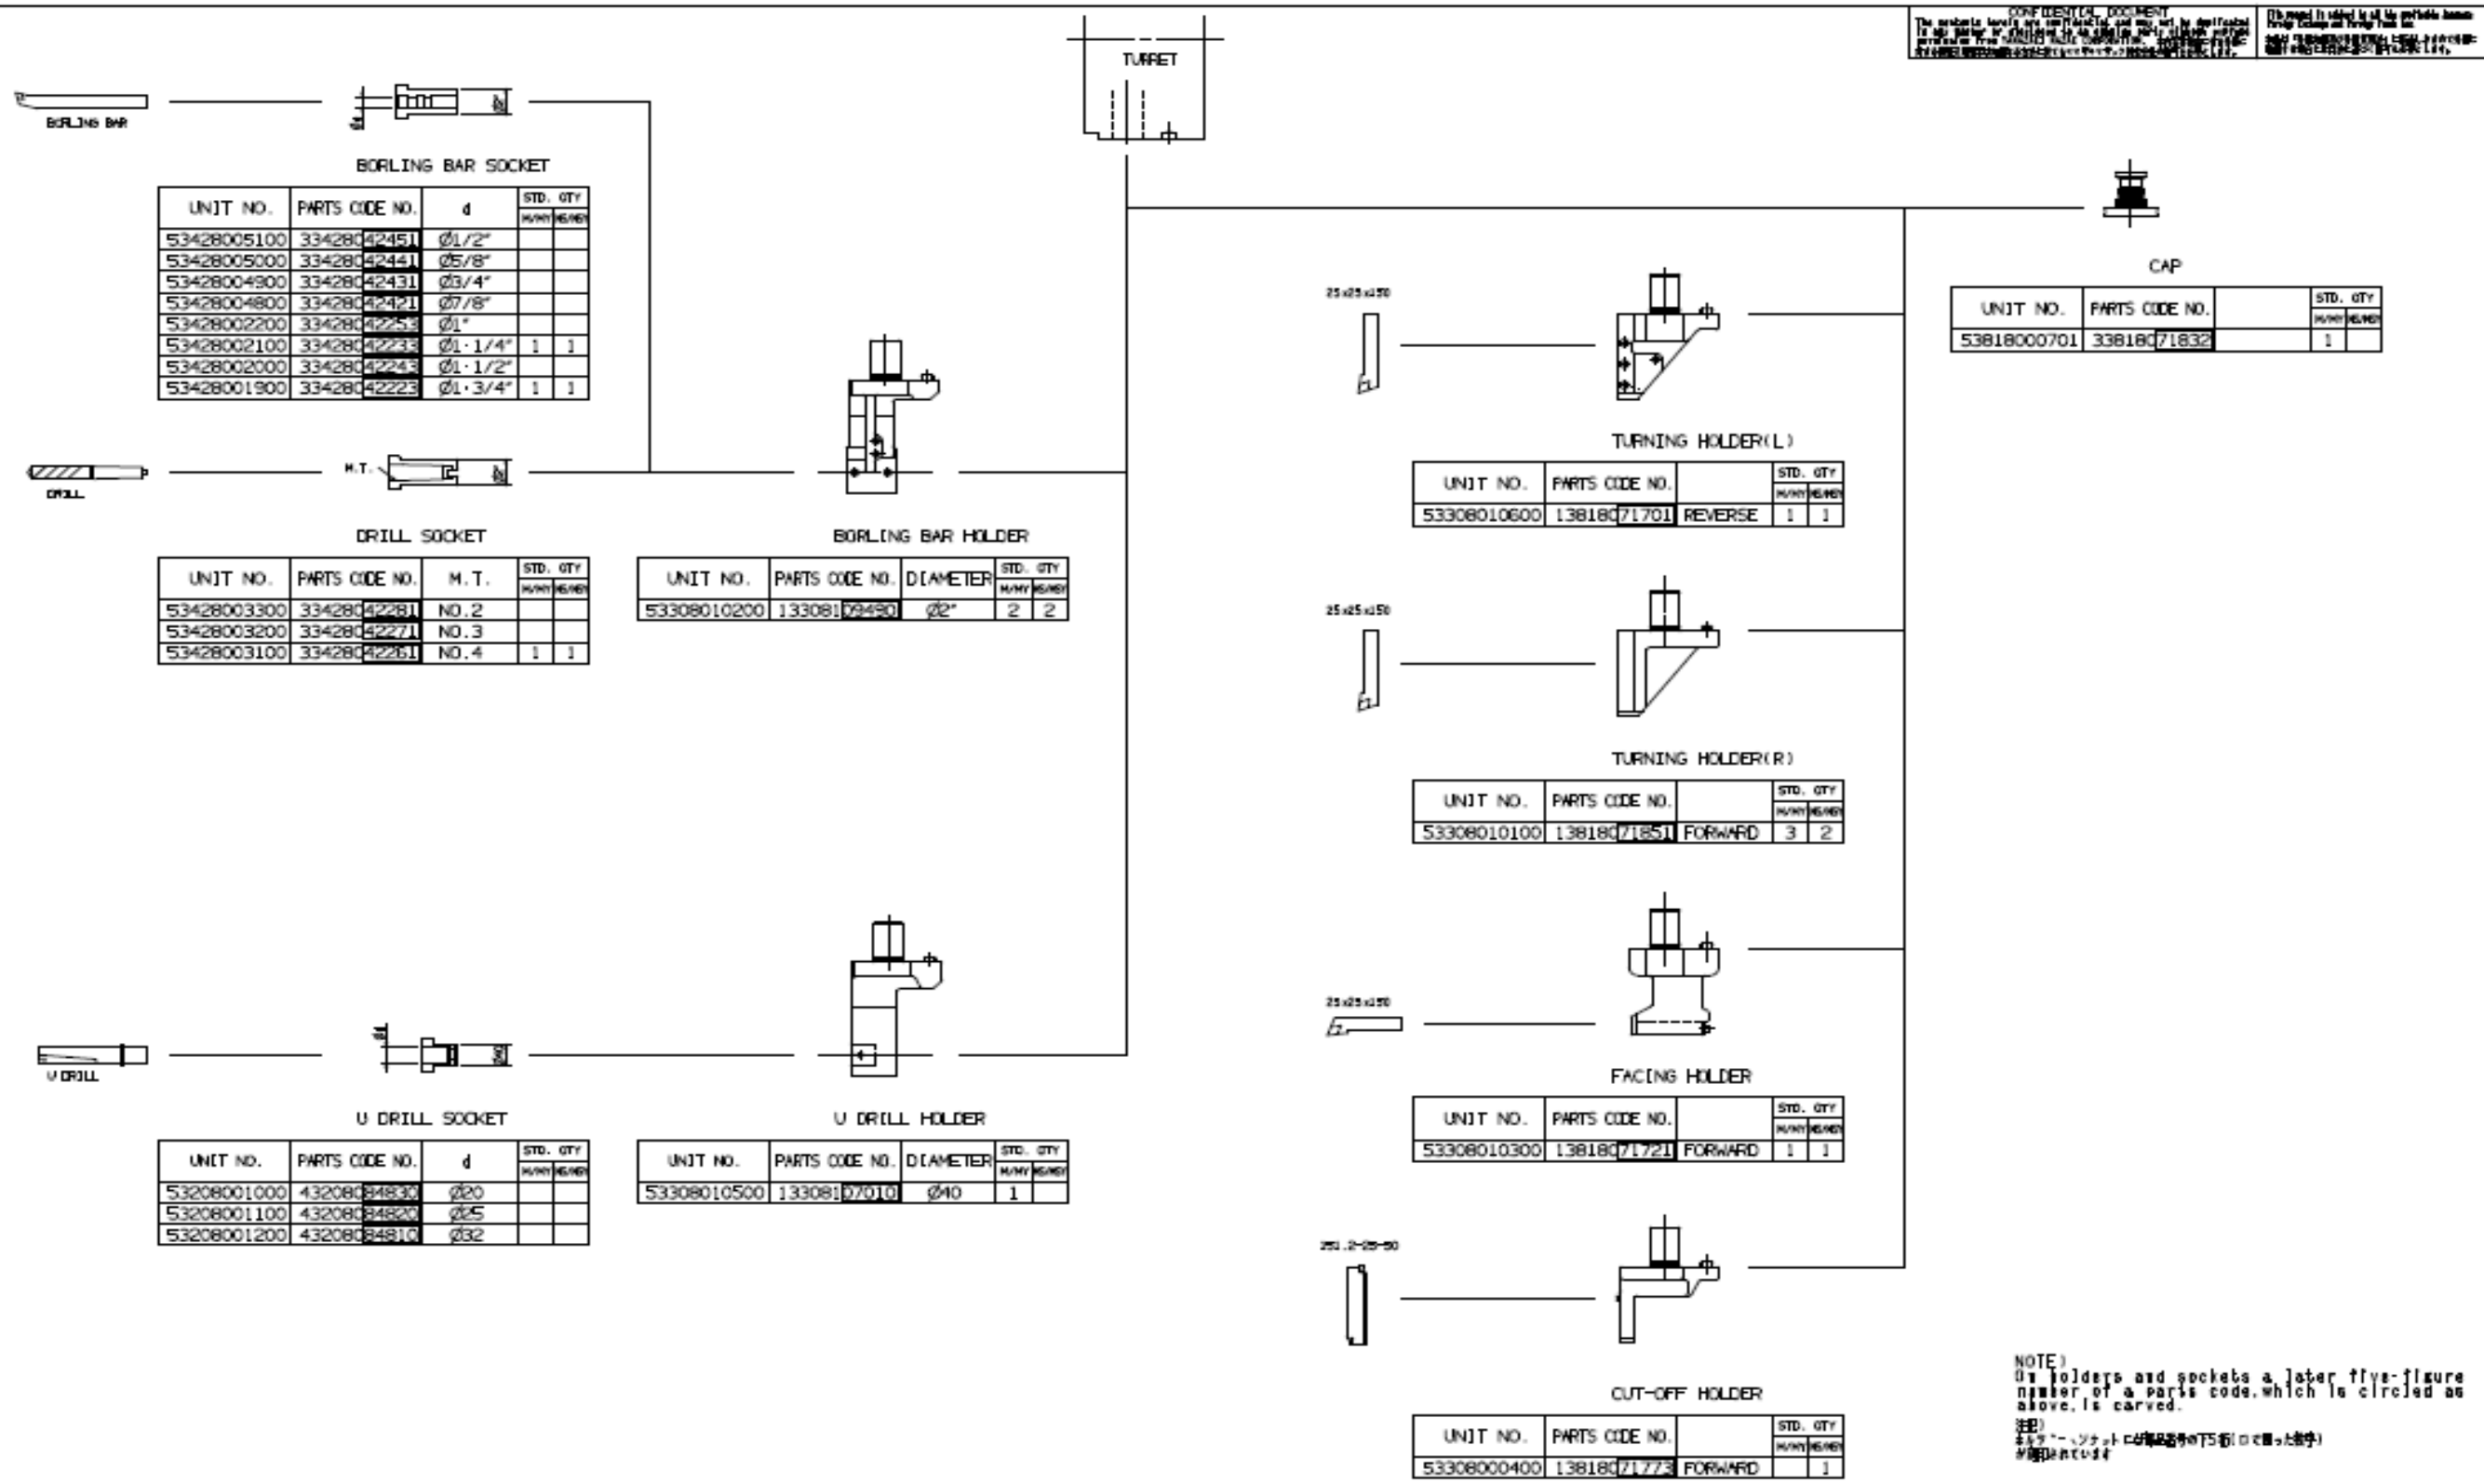 CONFIDENTIAL DOCUMENT
TURRET
BORLING BAR
BORLING BAR SOCKET
UNIT NO. PARTS CODE NO. d STD. QTY
53428005100 33428042451 Ø1/2"
53428005000 33428042441 Ø5/8"
53428004900 33428042431 Ø3/4"
53428004800 33428042421 Ø7/8"
53428002200 33428042253 Ø1"
53428002100 33428042233 Ø1·1/4" 1 1
53428002000 33428042243 Ø1·1/2"
53428001900 33428042223 Ø1·3/4" 1 1
DRILL
M.T.
DRILL SOCKET
UNIT NO. PARTS CODE NO. M.T. STD. QTY
53428003300 33428042281 NO.2
53428003200 33428042271 NO.3
53428003100 33428042261 NO.4 1 1
BORLING BAR HOLDER
UNIT NO. PARTS CODE NO. DIAMETER STD. QTY
53308010200 13308109490 Ø2" 2 2
U DRILL
U DRILL SOCKET
UNIT NO. PARTS CODE NO. d STD. QTY
53208001000 43208084830 Ø20
53208001100 43208084820 Ø25
53208001200 43208084810 Ø32
U DRILL HOLDER
UNIT NO. PARTS CODE NO. DIAMETER STD. QTY
53308010500 13308107010 Ø40 1
CAP
UNIT NO. PARTS CODE NO. STD. QTY
53818000701 33818071832 1
25x25x150
TURNING HOLDER(L)
UNIT NO. PARTS CODE NO. STD. QTY
53308010600 13818071701 REVERSE 1 1
25x25x150
TURNING HOLDER(R)
UNIT NO. PARTS CODE NO. STD. QTY
53308010100 13818071851 FORWARD 3 2
25x25x150
FACING HOLDER
UNIT NO. PARTS CODE NO. STD. QTY
53308010300 13818071721 FORWARD 1 1
CUT-OFF HOLDER
UNIT NO. PARTS CODE NO. STD. QTY
53308000400 13818071773 FORWARD 1
NOTE)
On holders and sockets a later five-figure
number of a parts code,which is circled as
above,is carved.